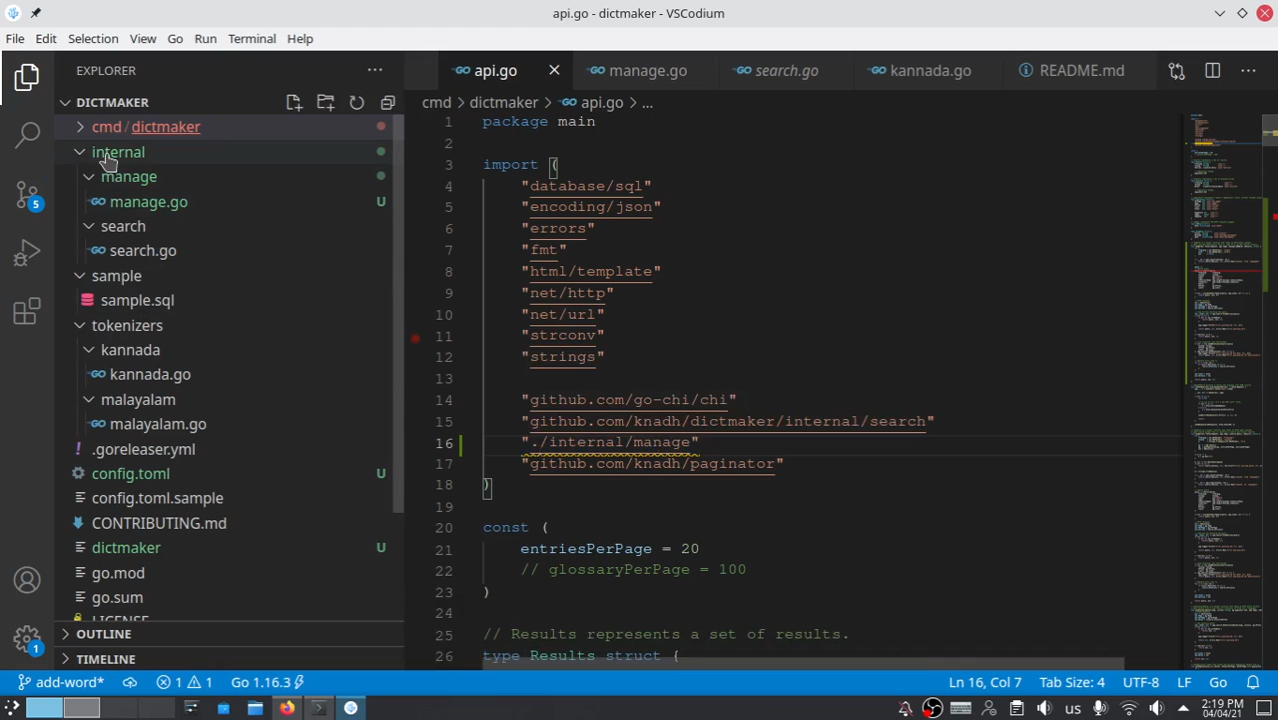 api.go - dictmaker - VSCodium
File Edit Selection View Go Run Terminal Help
EXPLORER
DICTMAKER
cmd / dictmaker
internal
manage
manage.go U
search
search.go
sample
sample.sql
tokenizers
kannada
kannada.go
malayalam
malayalam.go
.goreleaser.yml
config.toml
config.toml.sample
CONTRIBUTING.md
dictmaker U
go.mod
go.sum
LICENSE
OUTLINE
TIMELINE
5
1
api.go manage.go search.go kannada.go README.md
cmd > dictmaker > api.go > ...
1 package main
2
3 import (
4 "database/sql"
5 "encoding/json"
6 "errors"
7 "fmt"
8 "html/template"
9 "net/http"
10 "net/url"
11 "strconv"
12 "strings"
13
14 "github.com/go-chi/chi"
15 "github.com/knadh/dictmaker/internal/search"
16 "./internal/manage"
17 "github.com/knadh/paginator"
18 )
19
20 const (
21 entriesPerPage = 20
22 // glossaryPerPage = 100
23 )
24
25 // Results represents a set of results.
26 type Results struct {
add-word* 1 1 Go 1.16.3 Ln 16, Col 7 Tab Size: 4 UTF-8 LF Go
2:19 PM
04/04/21